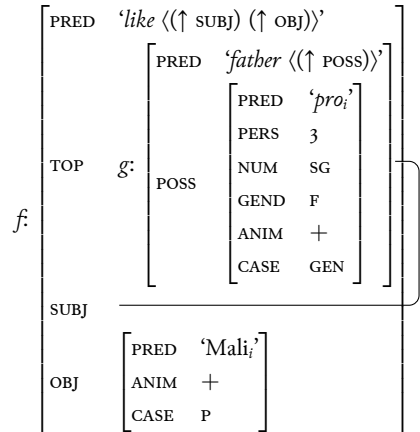 PRED ‘like ⟨(↑ SUBJ) (↑ OBJ)⟩’
PRED ‘father ⟨(↑ POSS)⟩’
PRED ‘proᵢ’
PERS 3
TOP g: NUM SG
POSS
GEND F
f:
ANIM +
CASE GEN
SUBJ
PRED ‘Maliᵢ’
OBJ ANIM +
CASE P